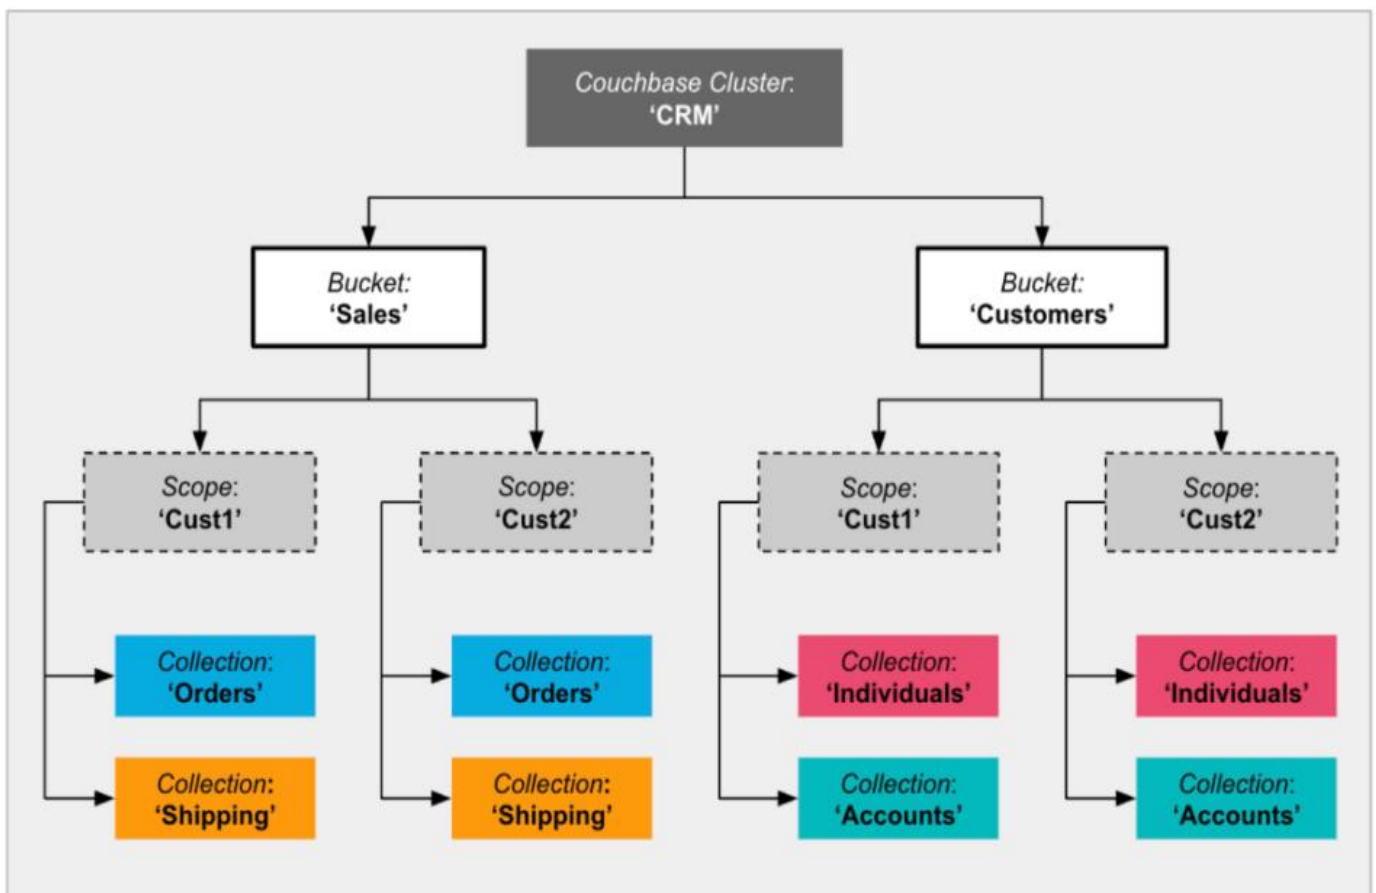 Couchbase Cluster:
‘CRM’
Bucket:
‘Sales’
Bucket:
‘Customers’
Scope:
‘Cust1’
Scope:
‘Cust2’
Scope:
‘Cust1’
Scope:
‘Cust2’
Collection:
‘Orders’
Collection:
‘Orders’
Collection:
‘Individuals’
Collection:
‘Individuals’
Collection:
‘Shipping’
Collection:
‘Shipping’
Collection:
‘Accounts’
Collection:
‘Accounts’